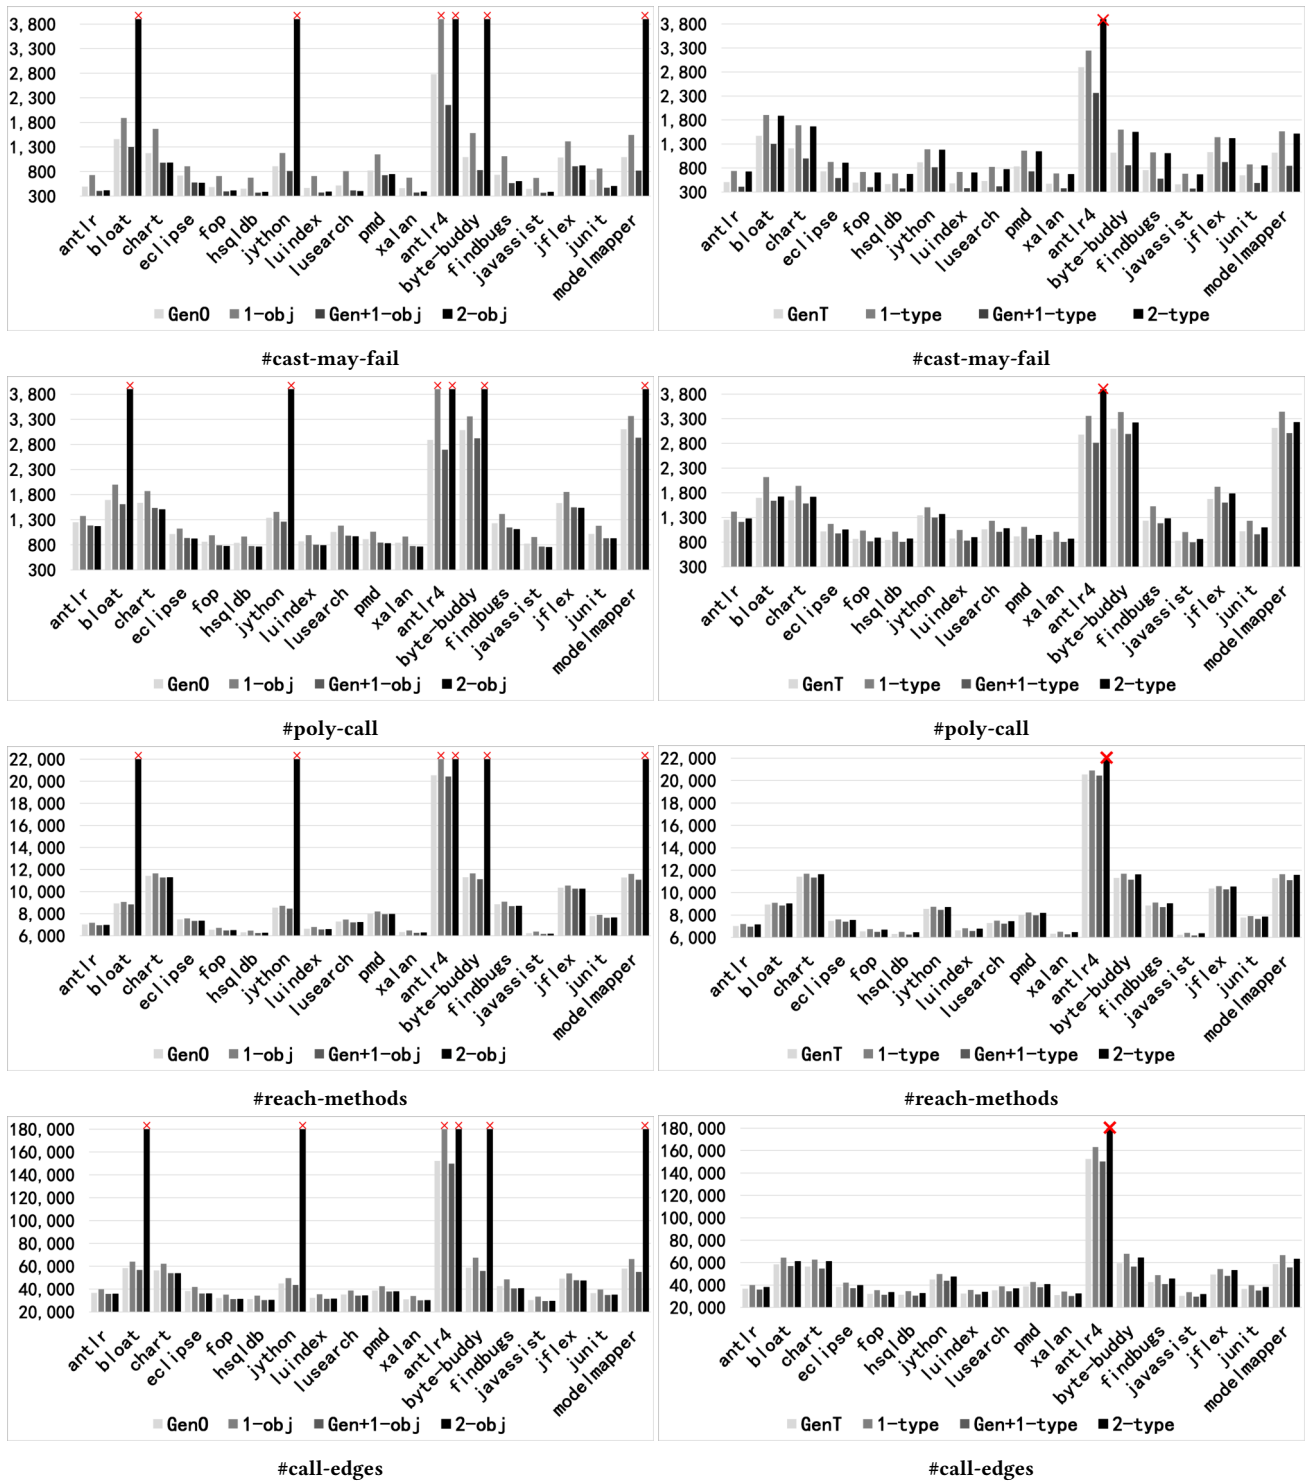 3,800
3,300
2,800
2,300
1,800
1,300
800
300
antlr
bloat
chart
eclipse
fop
hsqldb
jython
luindex
lusearch
pmd
xalan
antlr4
byte-buddy
findbugs
javassist
jflex
junit
modelmapper
GenO 1-obj Gen+1-obj 2-obj
#cast-may-fail
3,800
3,300
2,800
2,300
1,800
1,300
800
300
antlr
bloat
chart
eclipse
fop
hsqldb
jython
luindex
lusearch
pmd
xalan
antlr4
byte-buddy
findbugs
javassist
jflex
junit
modelmapper
GenT 1-type Gen+1-type 2-type
#cast-may-fail
3,800
3,300
2,800
2,300
1,800
1,300
800
300
antlr
bloat
chart
eclipse
fop
hsqldb
jython
luindex
lusearch
pmd
xalan
antlr4
byte-buddy
findbugs
javassist
jflex
junit
modelmapper
GenO 1-obj Gen+1-obj 2-obj
#poly-call
3,800
3,300
2,800
2,300
1,800
1,300
800
300
antlr
bloat
chart
eclipse
fop
hsqldb
jython
luindex
lusearch
pmd
xalan
antlr4
byte-buddy
findbugs
javassist
jflex
junit
modelmapper
GenT 1-type Gen+1-type 2-type
#poly-call
22,000
20,000
18,000
16,000
14,000
12,000
10,000
8,000
6,000
antlr
bloat
chart
eclipse
fop
hsqldb
jython
luindex
lusearch
pmd
xalan
antlr4
byte-buddy
findbugs
javassist
jflex
junit
modelmapper
GenO 1-obj Gen+1-obj 2-obj
#reach-methods
22,000
20,000
18,000
16,000
14,000
12,000
10,000
8,000
6,000
antlr
bloat
chart
eclipse
fop
hsqldb
jython
luindex
lusearch
pmd
xalan
antlr4
byte-buddy
findbugs
javassist
jflex
junit
modelmapper
GenT 1-type Gen+1-type 2-type
#reach-methods
180,000
160,000
140,000
120,000
100,000
80,000
60,000
40,000
20,000
antlr
bloat
chart
eclipse
fop
hsqldb
jython
luindex
lusearch
pmd
xalan
antlr4
byte-buddy
findbugs
javassist
jflex
junit
modelmapper
GenO 1-obj Gen+1-obj 2-obj
#call-edges
180,000
160,000
140,000
120,000
100,000
80,000
60,000
40,000
20,000
antlr
bloat
chart
eclipse
fop
hsqldb
jython
luindex
lusearch
pmd
xalan
antlr4
byte-buddy
findbugs
javassist
jflex
junit
modelmapper
GenT 1-type Gen+1-type 2-type
#call-edges